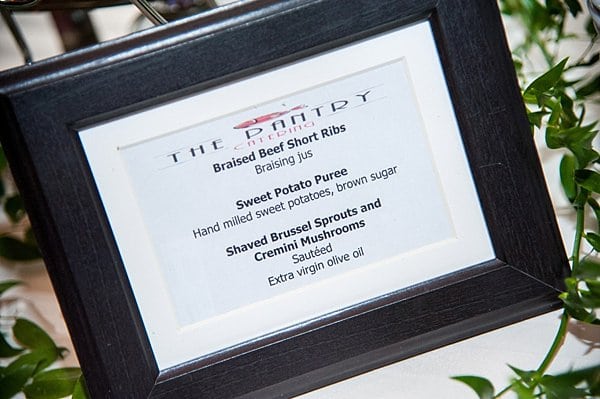 THE PANTRY
CATERING
Braised Beef Short Ribs
Braising jus
Sweet Potato Puree
Hand milled sweet potatoes, brown sugar
Shaved Brussel Sprouts and
Cremini Mushrooms
Sautéed
Extra virgin olive oil